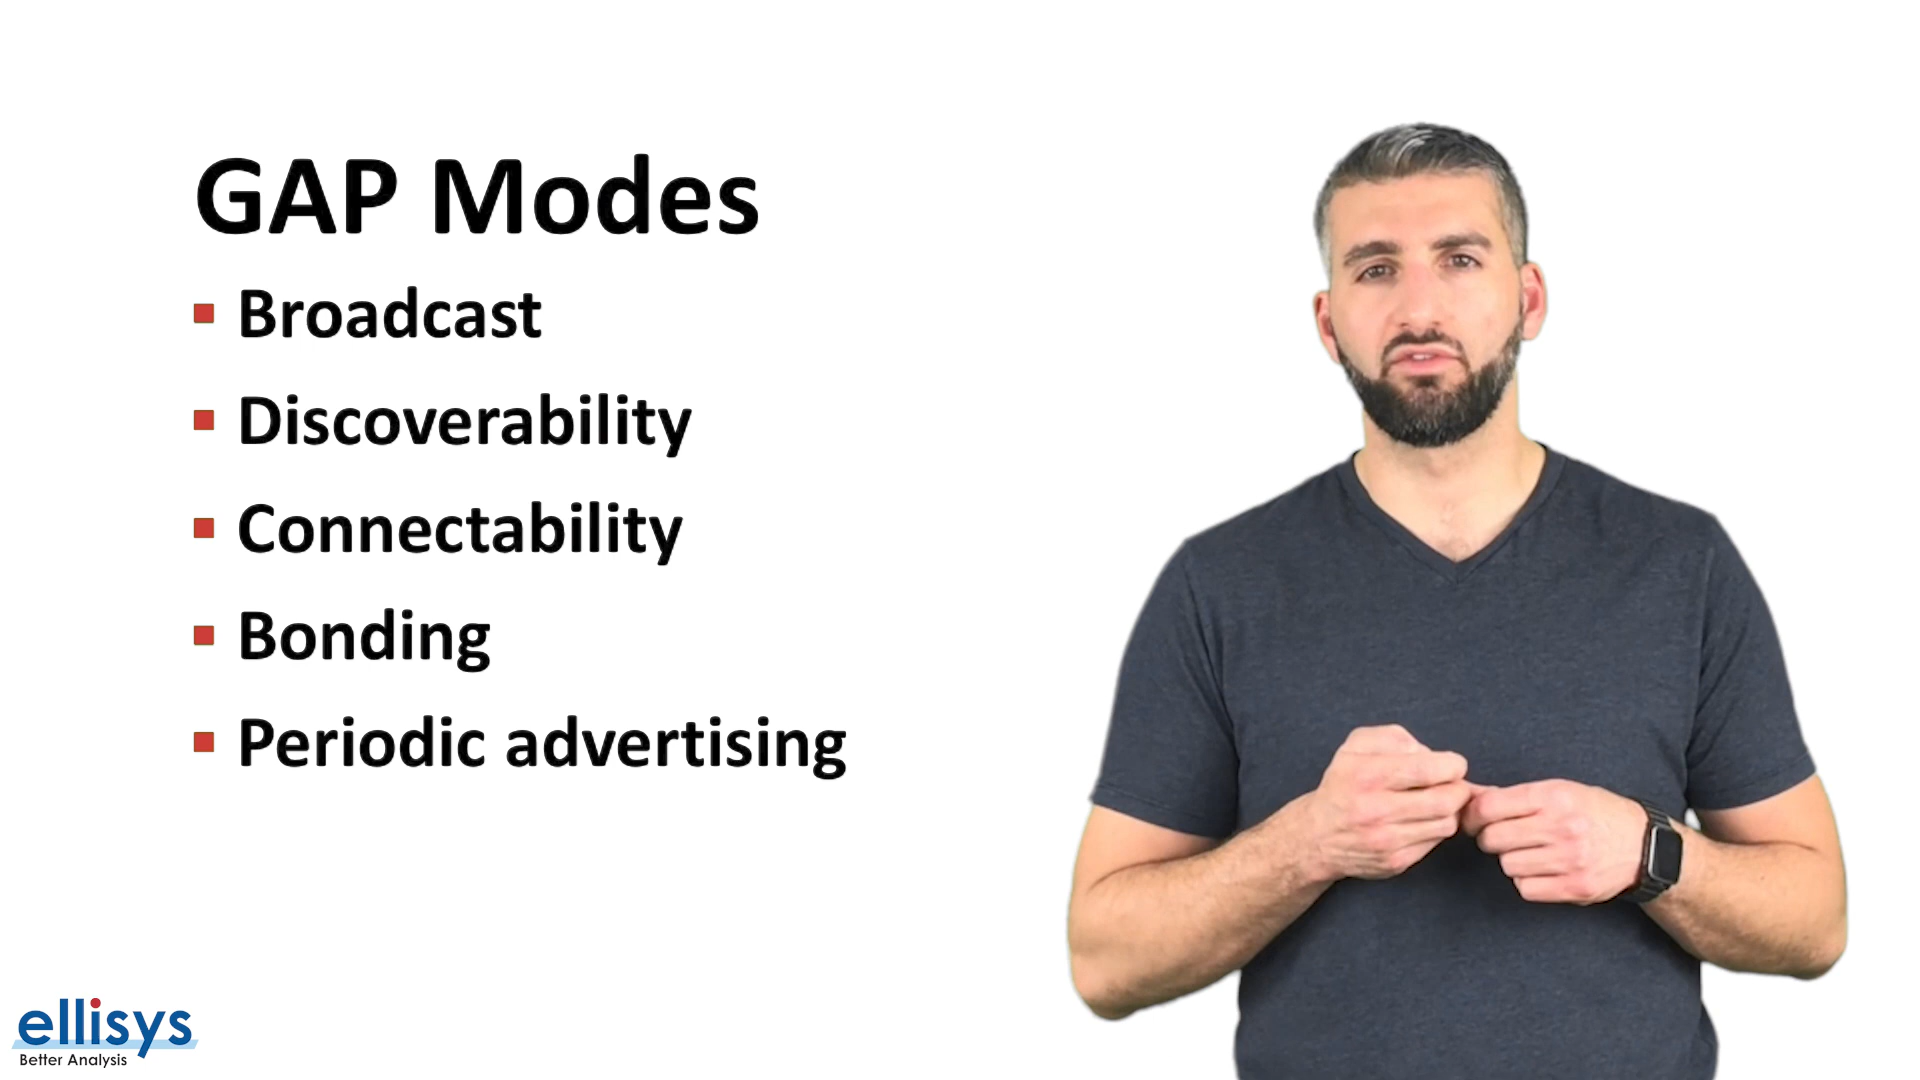 GAP Modes
Broadcast
Discoverability
Connectability
Bonding
Periodic advertising
ellisys
Better Analysis